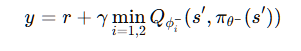 y = r + γ min_{i=1,2} Q_{φ_i^-}(s′, π_{θ^-}(s′))